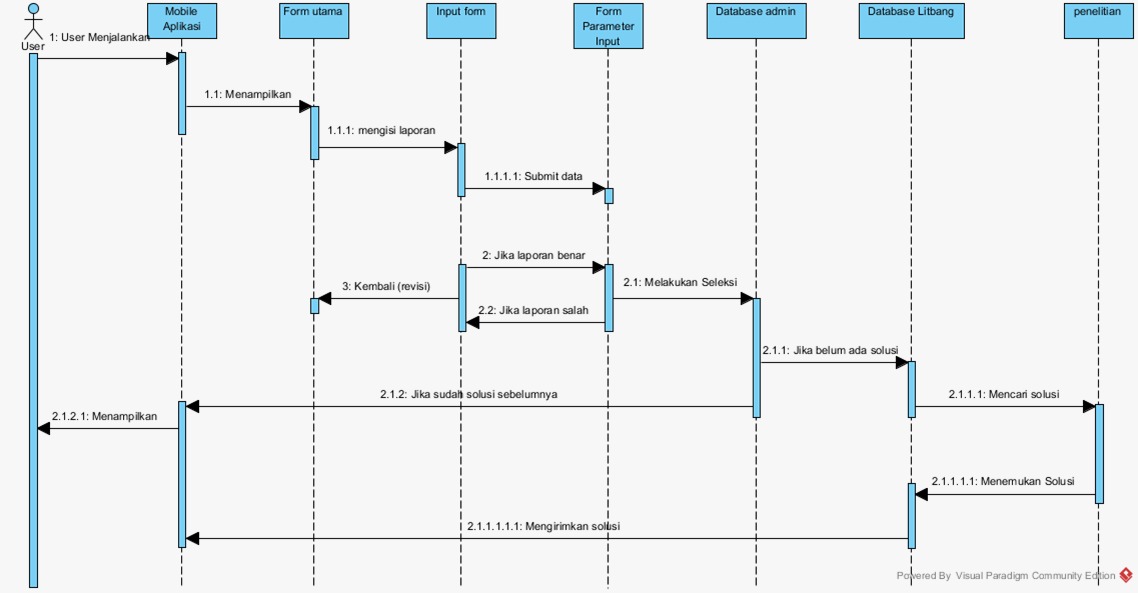 Mobile
Aplikasi
Form utama
Input form
Form
Parameter
Input
Database admin
Database Litbang
penelitian
User
1: User Menjalankan
1.1: Menampilkan
1.1.1: mengisi laporan
1.1.1.1: Submit data
2: Jika laporan benar
3: Kembali (revisi)
2.1: Melakukan Seleksi
2.2: Jika laporan salah
2.1.1: Jika belum ada solusi
2.1.2: Jika sudah solusi sebelumnya
2.1.1.1: Mencari solusi
2.1.2.1: Menampilkan
2.1.1.1.1: Menemukan Solusi
2.1.1.1.1.1: Mengirimkan solusi
Powered By Visual Paradigm Community Edition